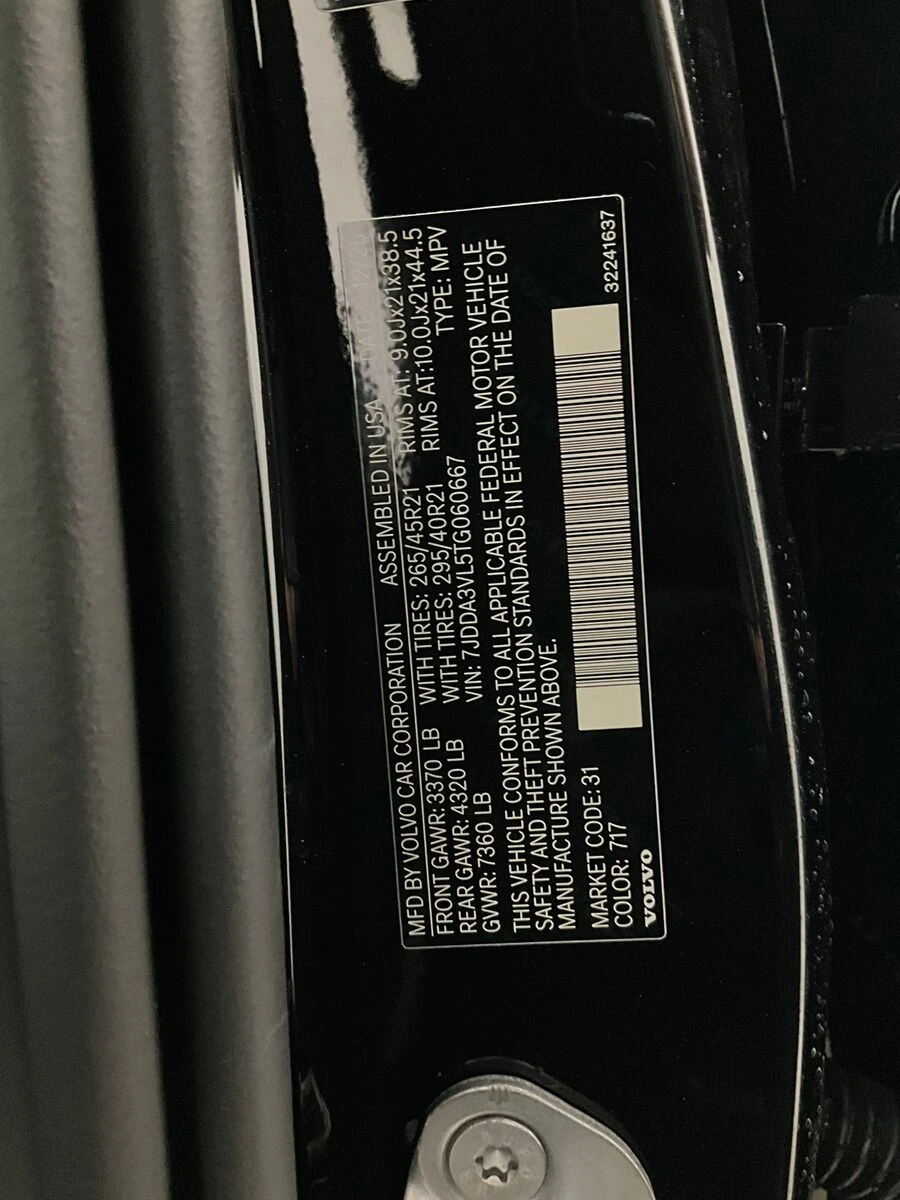 MFD BY VOLVO CAR CORPORATION ASSEMBLED IN USA DATE: 12/25
FRONT GAWR: 3370 LB WITH TIRES: 265/45R21 RIMS AT: 9.0Jx21x38.5
REAR GAWR: 4320 LB WITH TIRES: 295/40R21 RIMS AT:10.0Jx21x44.5
GVWR: 7360 LB VIN: 7JDDA3VL5TG060667 TYPE: MPV
THIS VEHICLE CONFORMS TO ALL APPLICABLE FEDERAL MOTOR VEHICLE
SAFETY AND THEFT PREVENTION STANDARDS IN EFFECT ON THE DATE OF
MANUFACTURE SHOWN ABOVE.
MARKET CODE:31
COLOR: 717
VOLVO
32241637